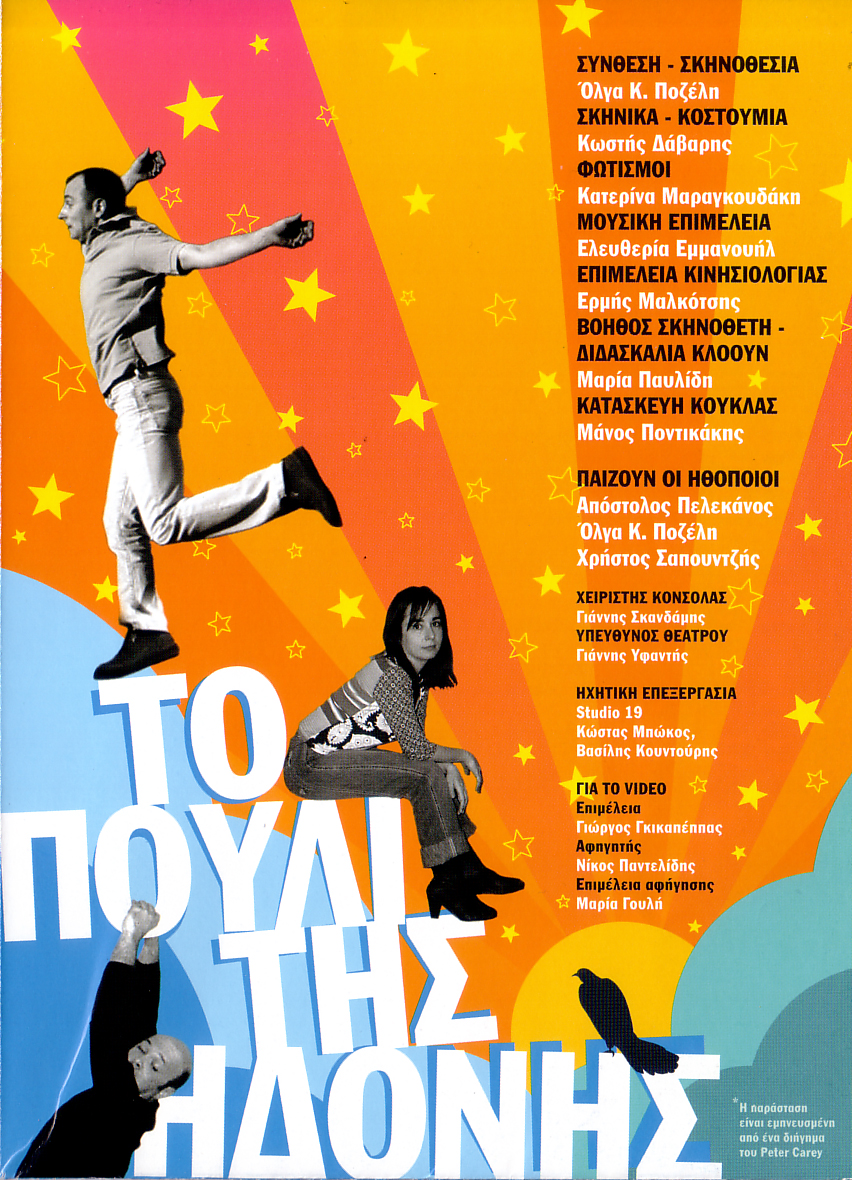 ΣΥΝΘΕΣΗ - ΣΚΗΝΟΘΕΣΙΑ
Όλγα Κ. Ποζέλη
ΣΚΗΝΙΚΑ - ΚΟΣΤΟΥΜΙΑ
Κωστής Δάβαρης
ΦΩΤΙΣΜΟΙ
Κατερίνα Μαραγκουδάκη
ΜΟΥΣΙΚΗ ΕΠΙΜΕΛΕΙΑ
Ελευθερία Εμμανουήλ
ΕΠΙΜΕΛΕΙΑ ΚΙΝΗΣΙΟΛΟΓΙΑΣ
Ερμής Μαλκότσης
ΒΟΗΘΟΣ ΣΚΗΝΟΘΕΤΗ -
ΔΙΔΑΣΚΑΛΙΑ ΚΛΟΟΥΝ
Μαρία Παυλίδη
ΚΑΤΑΣΚΕΥΗ ΚΟΥΚΛΑΣ
Μάνος Ποντικάκης
ΠΑΙΖΟΥΝ ΟΙ ΗΘΟΠΟΙΟΙ
Απόστολος Πελεκάνος
Όλγα Κ. Ποζέλη
Χρήστος Σαπουντζής
ΧΕΙΡΙΣΤΗΣ ΚΟΝΣΟΛΑΣ
Γιάννης Σκανδάμης
ΥΠΕΥΘΥΝΟΣ ΘΕΑΤΡΟΥ
Γιάννης Υφαντής
ΗΧΗΤΙΚΗ ΕΠΕΞΕΡΓΑΣΙΑ
Studio 19
Κώστας Μπώκος,
Βασίλης Κουντούρης
ΓΙΑ ΤΟ VIDEO
Επιμέλεια
Γιώργος Γκικαπέππας
Αφηγητής
Νίκος Παντελίδης
Επιμέλεια αφήγησης
Μαρία Γουλή
ΤΟ
ΠΟΥΛΙ
ΤΗΣ
ΗΔΟΝΗΣ
*Η παράσταση
είναι εμπνευσμένη
από ένα διήγημα
του Peter Carey